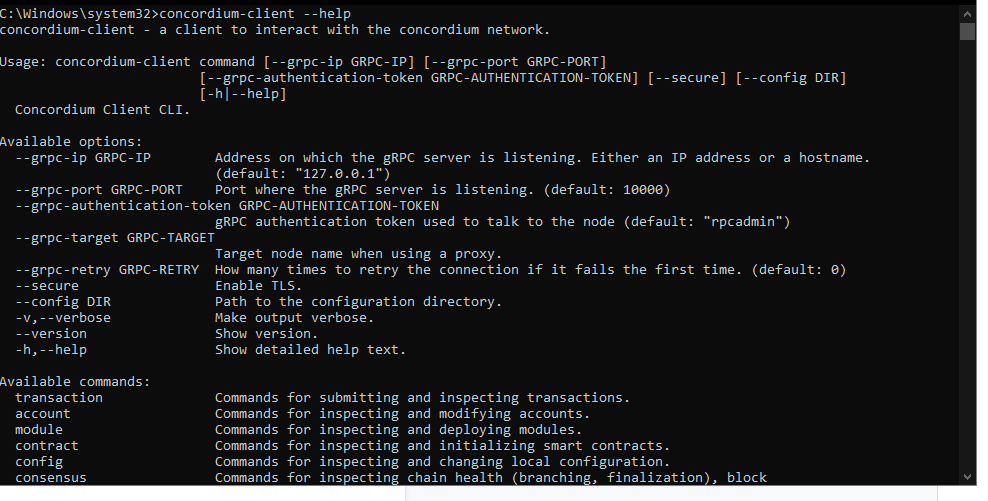 C:\Windows\system32>concordium-client --help
concordium-client - a client to interact with the concordium network.
Usage: concordium-client command [--grpc-ip GRPC-IP] [--grpc-port GRPC-PORT]
[--grpc-authentication-token GRPC-AUTHENTICATION-TOKEN] [--secure] [--config DIR]
[-h|--help]
Concordium Client CLI.
Available options:
--grpc-ip GRPC-IP Address on which the gRPC server is listening. Either an IP address or a hostname.
(default: "127.0.0.1")
--grpc-port GRPC-PORT Port where the gRPC server is listening. (default: 10000)
--grpc-authentication-token GRPC-AUTHENTICATION-TOKEN
gRPC authentication token used to talk to the node (default: "rpcadmin")
--grpc-target GRPC-TARGET
Target node name when using a proxy.
--grpc-retry GRPC-RETRY How many times to retry the connection if it fails the first time. (default: 0)
--secure Enable TLS.
--config DIR Path to the configuration directory.
-v,--verbose Make output verbose.
--version Show version.
-h,--help Show detailed help text.
Available commands:
transaction Commands for submitting and inspecting transactions.
account Commands for inspecting and modifying accounts.
module Commands for inspecting and deploying modules.
contract Commands for inspecting and initializing smart contracts.
config Commands for inspecting and changing local configuration.
consensus Commands for inspecting chain health (branching, finalization), block